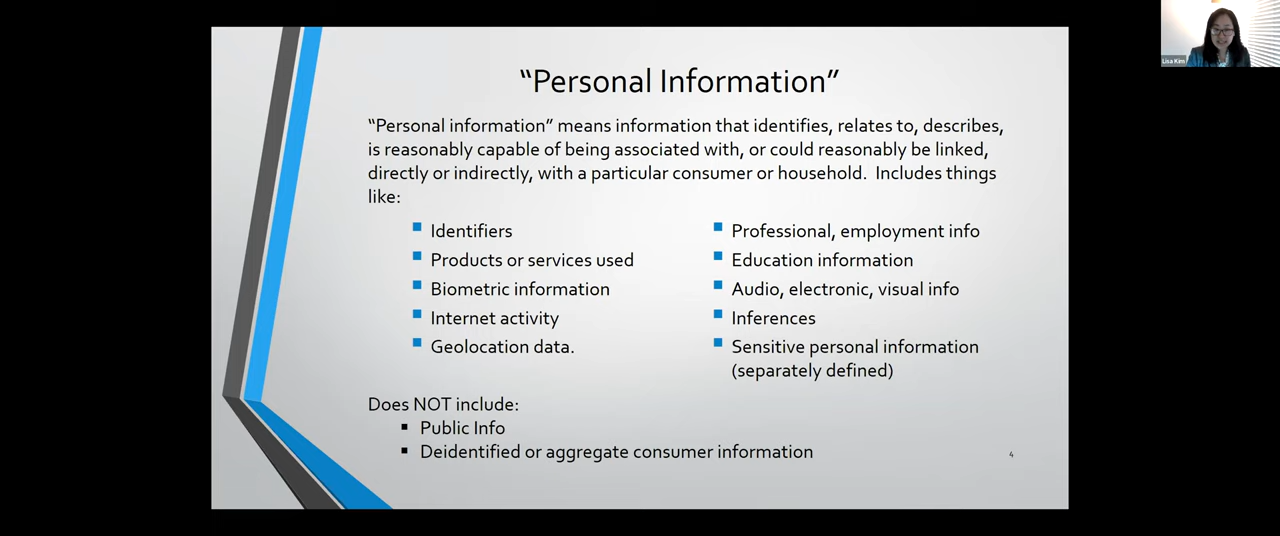 “Personal Information”
“Personal information” means information that identifies, relates to, describes,
is reasonably capable of being associated with, or could reasonably be linked,
directly or indirectly, with a particular consumer or household. Includes things
like:
Identifiers
Products or services used
Biometric information
Internet activity
Geolocation data.
Professional, employment info
Education information
Audio, electronic, visual info
Inferences
Sensitive personal information
(separately defined)
Does NOT include:
Public Info
Deidentified or aggregate consumer information
4
Lisa Kim